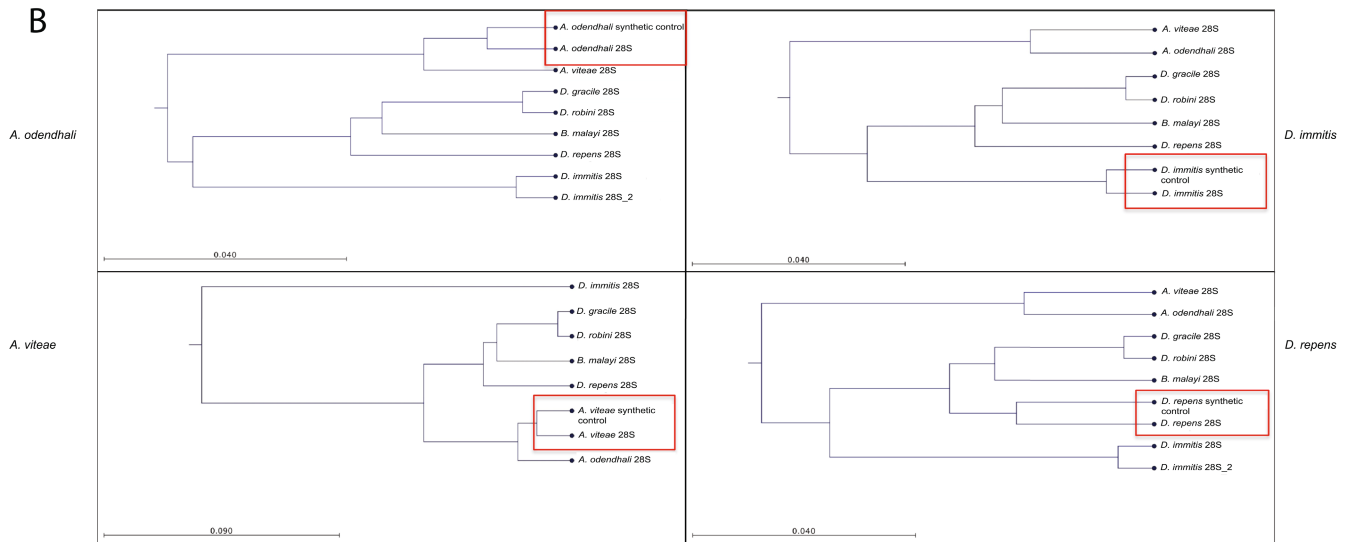 B
A. odendhali
A. odendhali synthetic control
A. odendhali 28S
A. viteae 28S
D. gracile 28S
D. robini 28S
B. malayi 28S
D. repens 28S
D. immitis 28S
D. immitis 28S_2
0.040
A. viteae 28S
A. odendhali 28S
D. gracile 28S
D. robini 28S
B. malayi 28S
D. repens 28S
D. immitis synthetic
control
D. immitis 28S
0.040
D. immitis
A. viteae
D. immitis 28S
D. gracile 28S
D. robini 28S
B. malayi 28S
D. repens 28S
A. viteae synthetic
control
A. viteae 28S
A. odendhali 28S
0.090
A. viteae 28S
A. odendhali 28S
D. gracile 28S
D. robini 28S
B. malayi 28S
D. repens synthetic
control
D. repens 28S
D. immitis 28S
D. immitis 28S_2
0.040
D. repens